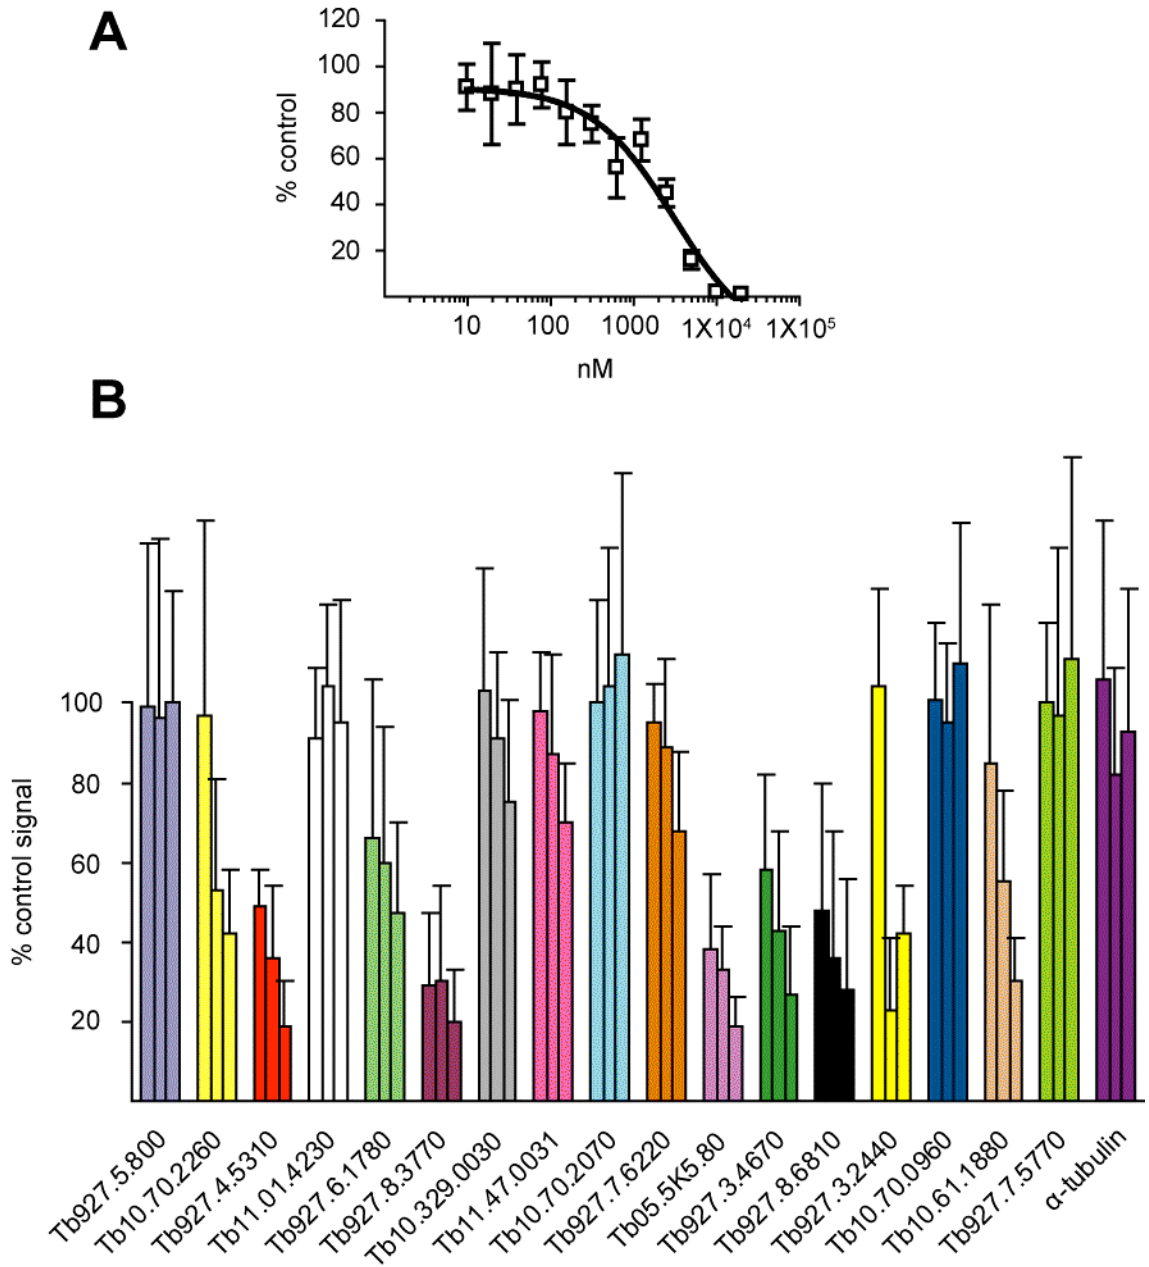 A
120
100
80
60
40
20
% control
10 100 1000 1X10⁴ 1X10⁵
nM
B
100
80
60
40
20
% control signal
Tb927.5.800
Tb10.70.2260
Tb927.4.5310
Tb11.01.4230
Tb927.6.1780
Tb927.8.3770
Tb10.329.0030
Tb11.47.0031
Tb10.70.2070
Tb927.7.6220
Tb05.5K5.80
Tb927.3.4670
Tb927.8.6810
Tb927.3.2440
Tb10.70.0960
Tb10.61.1880
Tb927.7.5770
α-tubulin